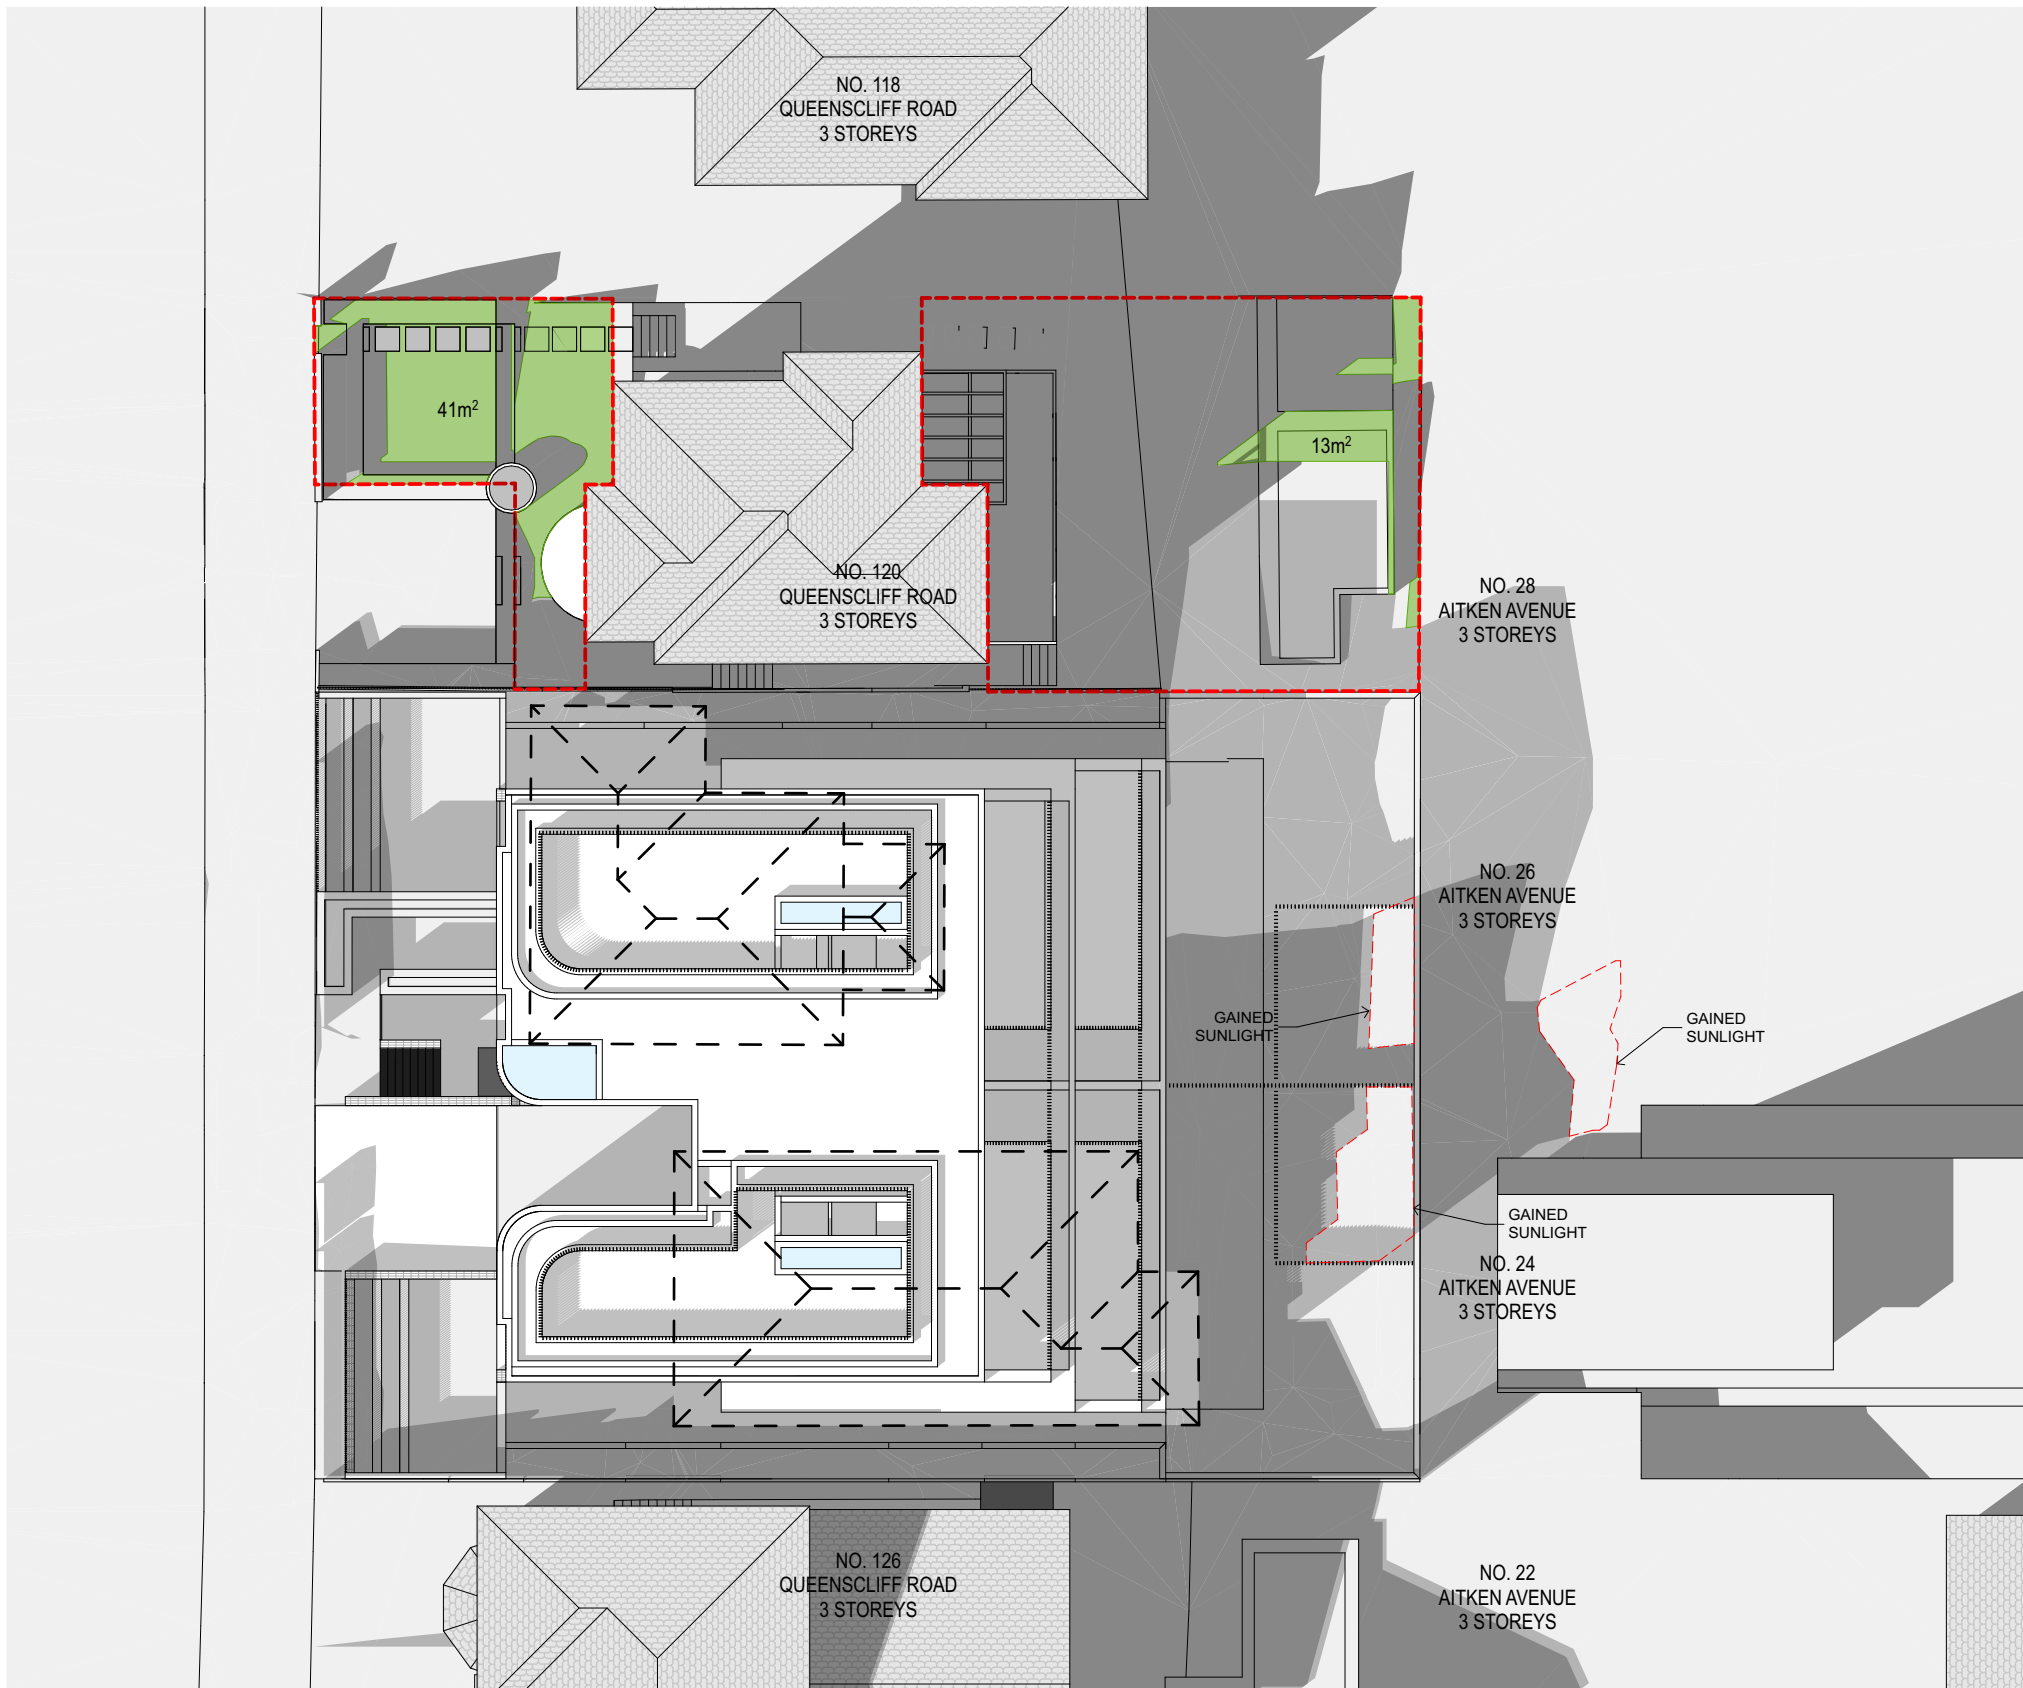 NO. 118
QUEENSCLIFF ROAD
3 STOREYS
41m²
13m²
NO. 120
QUEENSCLIFF ROAD
3 STOREYS
NO. 28
AITKEN AVENUE
3 STOREYS
NO. 26
AITKEN AVENUE
3 STOREYS
GAINED
SUNLIGHT
GAINED
SUNLIGHT
GAINED
SUNLIGHT
NO. 24
AITKEN AVENUE
3 STOREYS
NO. 126
QUEENSCLIFF ROAD
3 STOREYS
NO. 22
AITKEN AVENUE
3 STOREYS